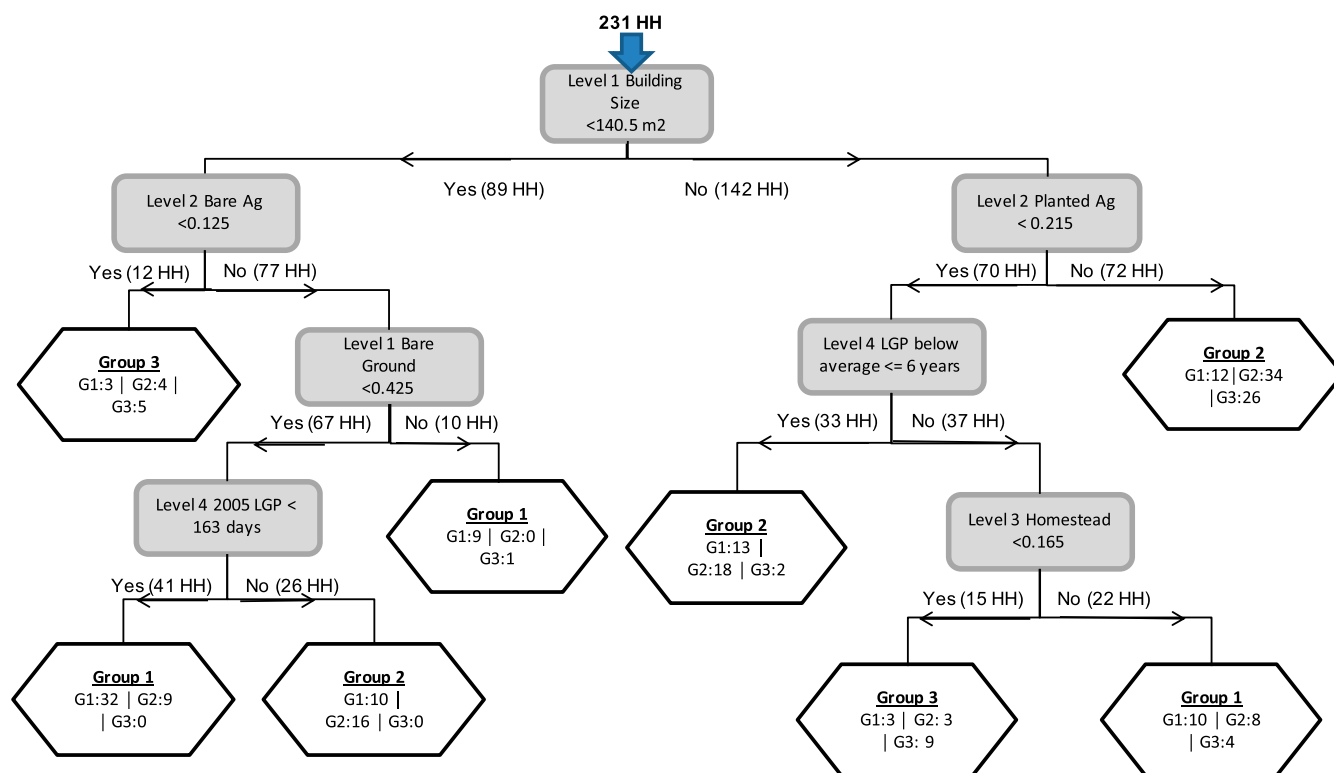 231 HH
Level 1 Building
Size
<140.5 m2
Yes (89 HH)
No (142 HH)
Level 2 Bare Ag
<0.125
Level 2 Planted Ag
< 0.215
Yes (12 HH)
No (77 HH)
Yes (70 HH)
No (72 HH)
Group 3
G1:3 | G2:4 |
G3:5
Level 1 Bare
Ground
<0.425
Level 4 LGP below
average <= 6 years
Group 2
G1:12|G2:34
|G3:26
Yes (67 HH)
No (10 HH)
Yes (33 HH)
No (37 HH)
Level 4 2005 LGP <
163 days
Group 1
G1:9 | G2:0 |
G3:1
Group 2
G1:13 |
G2:18 | G3:2
Level 3 Homestead
<0.165
Yes (41 HH)
No (26 HH)
Yes (15 HH)
No (22 HH)
Group 1
G1:32 | G2:9
| G3:0
Group 2
G1:10 |
G2:16 | G3:0
Group 3
G1:3 | G2: 3
| G3: 9
Group 1
G1:10 | G2:8
| G3:4